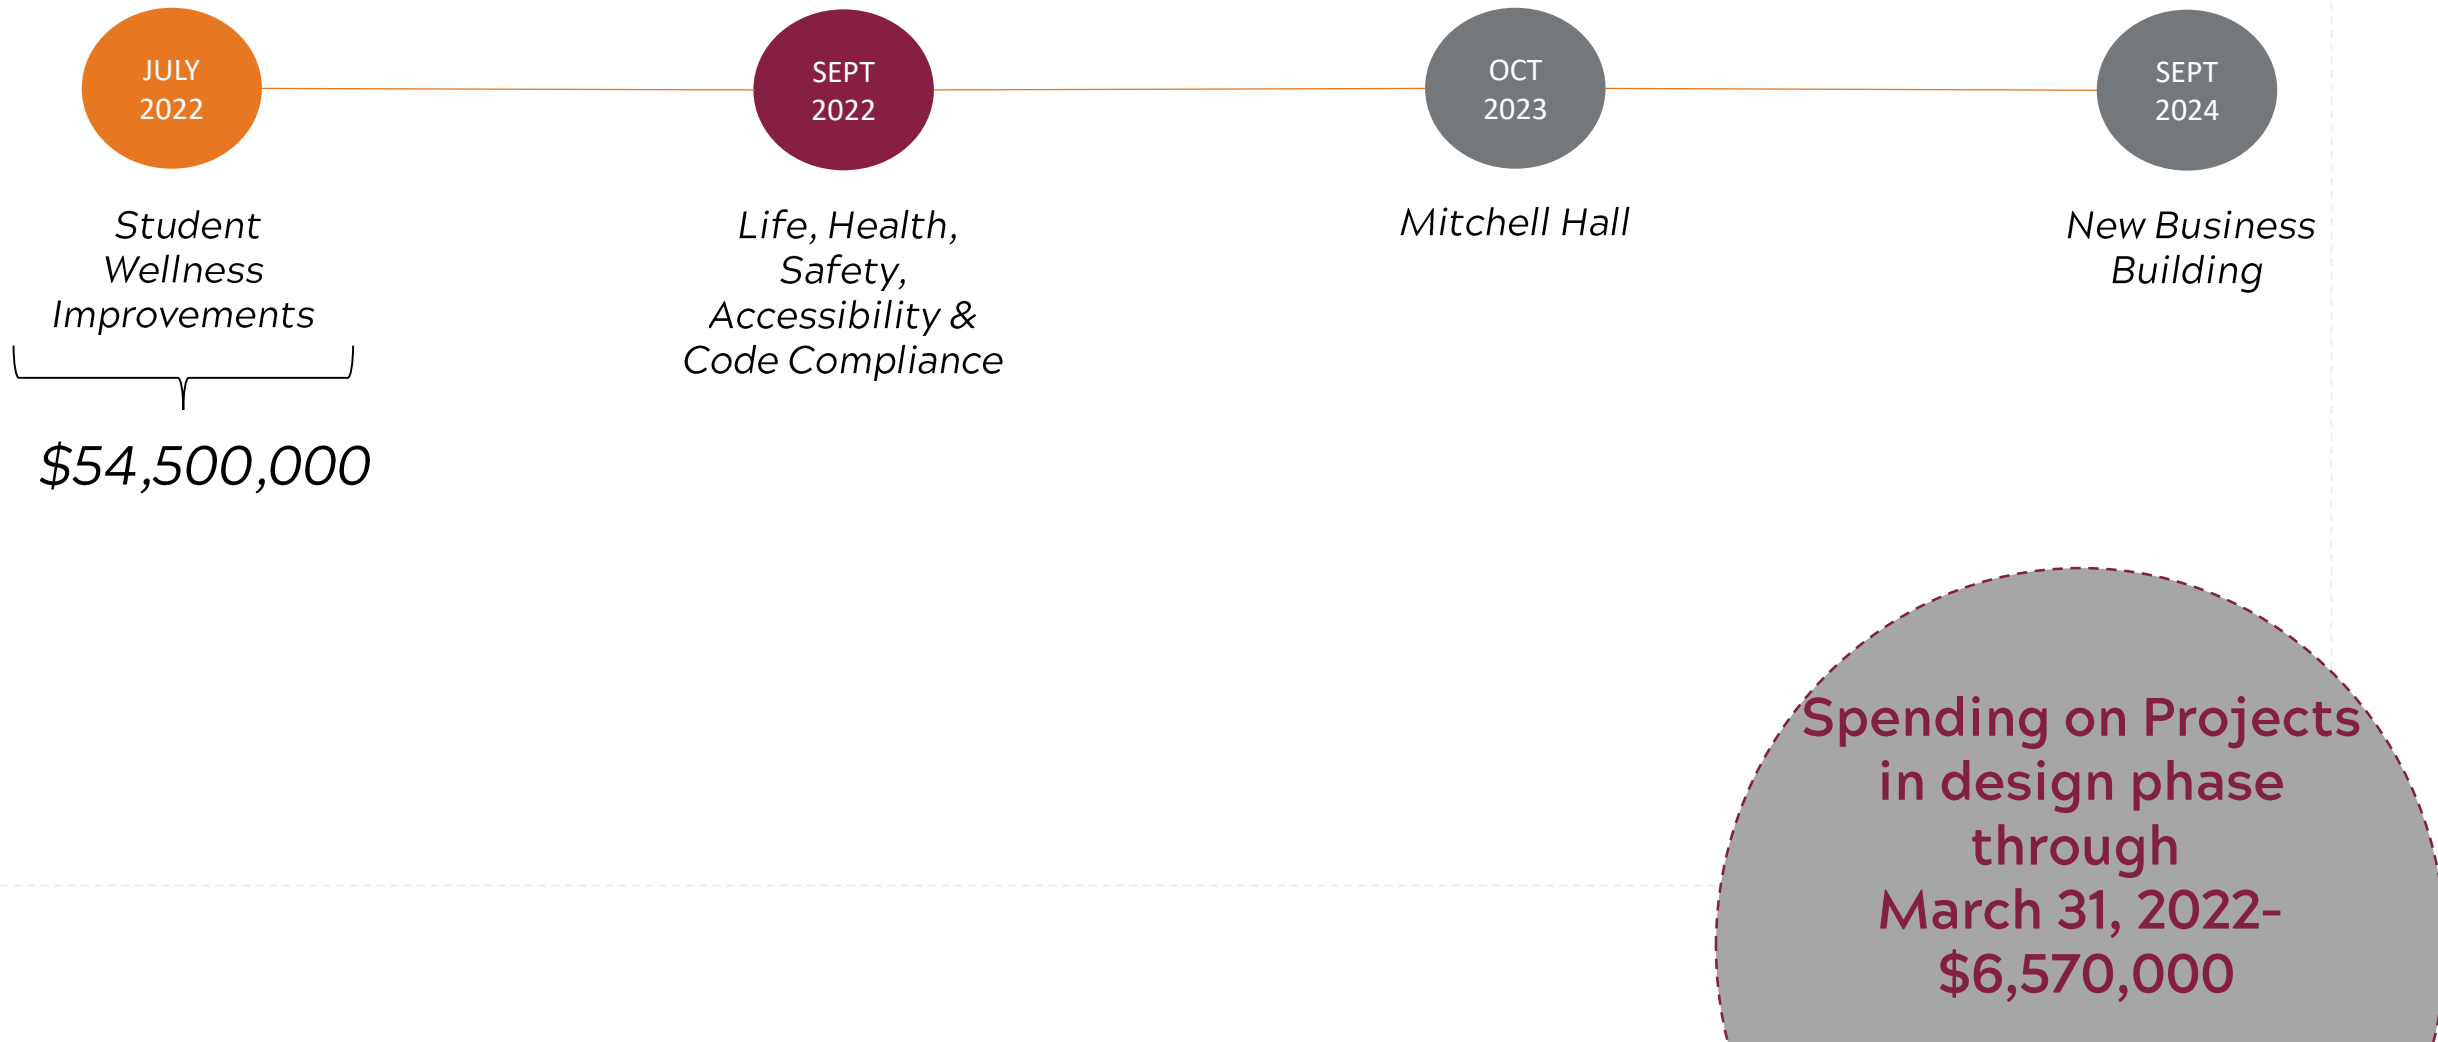 JULY
2022
SEPT
2022
OCT
2023
SEPT
2024
Student
Wellness
Improvements
Life, Health,
Safety,
Accessibility &
Code Compliance
Mitchell Hall
New Business
Building
$54,500,000
Spending on Projects
in design phase
through
March 31, 2022-
$6,570,000